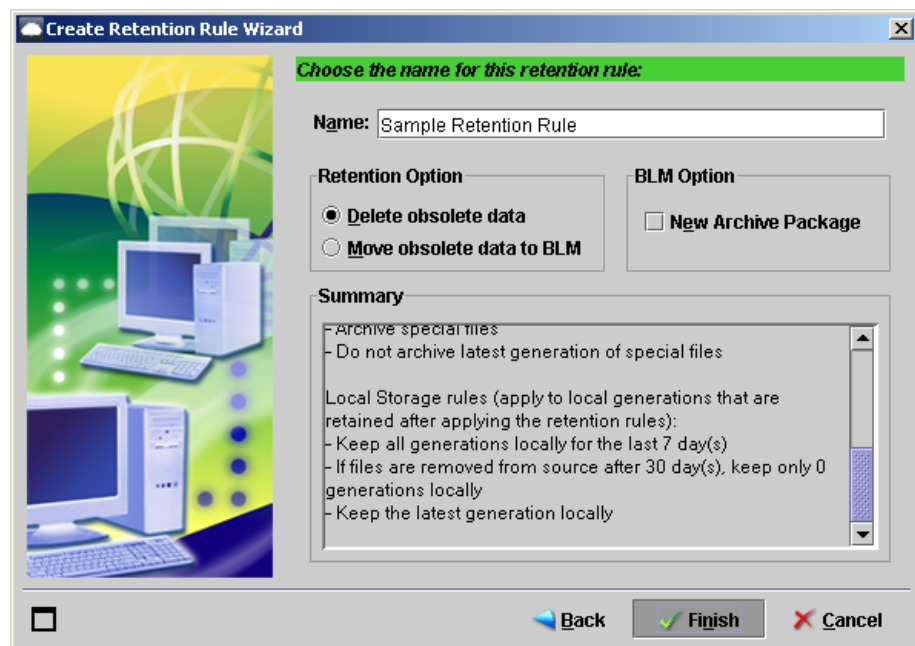 Create Retention Rule Wizard
Choose the name for this retention rule:
Name: Sample Retention Rule
Retention Option
Delete obsolete data
Move obsolete data to BLM
BLM Option
New Archive Package
Summary
- Archive special files
- Do not archive latest generation of special files
Local Storage rules (apply to local generations that are
retained after applying the retention rules):
- Keep all generations locally for the last 7 day(s)
- If files are removed from source after 30 day(s), keep only 0
generations locally
- Keep the latest generation locally
Back
Finish
Cancel